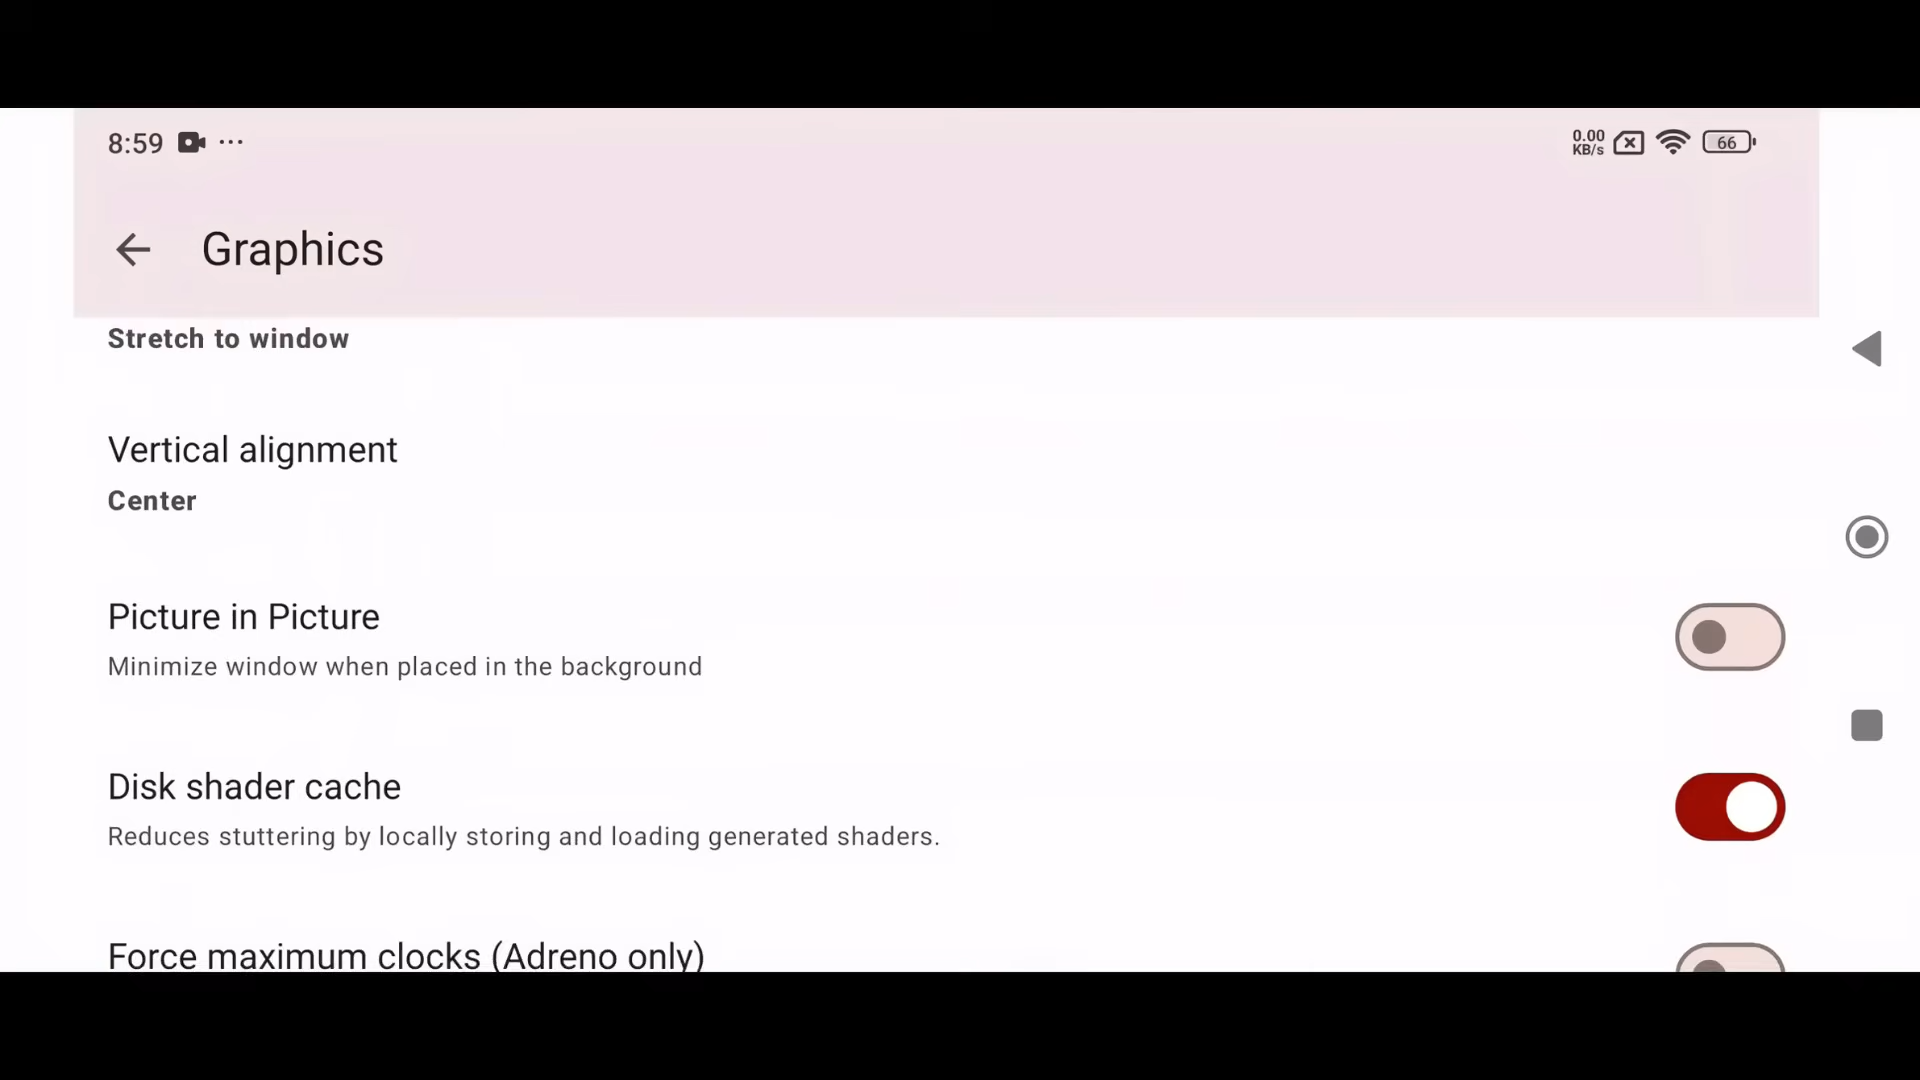 8:59 ...
0.00
KB/s
66
Graphics
Stretch to window
Vertical alignment
Center
Picture in Picture
Minimize window when placed in the background
Disk shader cache
Reduces stuttering by locally storing and loading generated shaders.
Force maximum clocks (Adreno only)